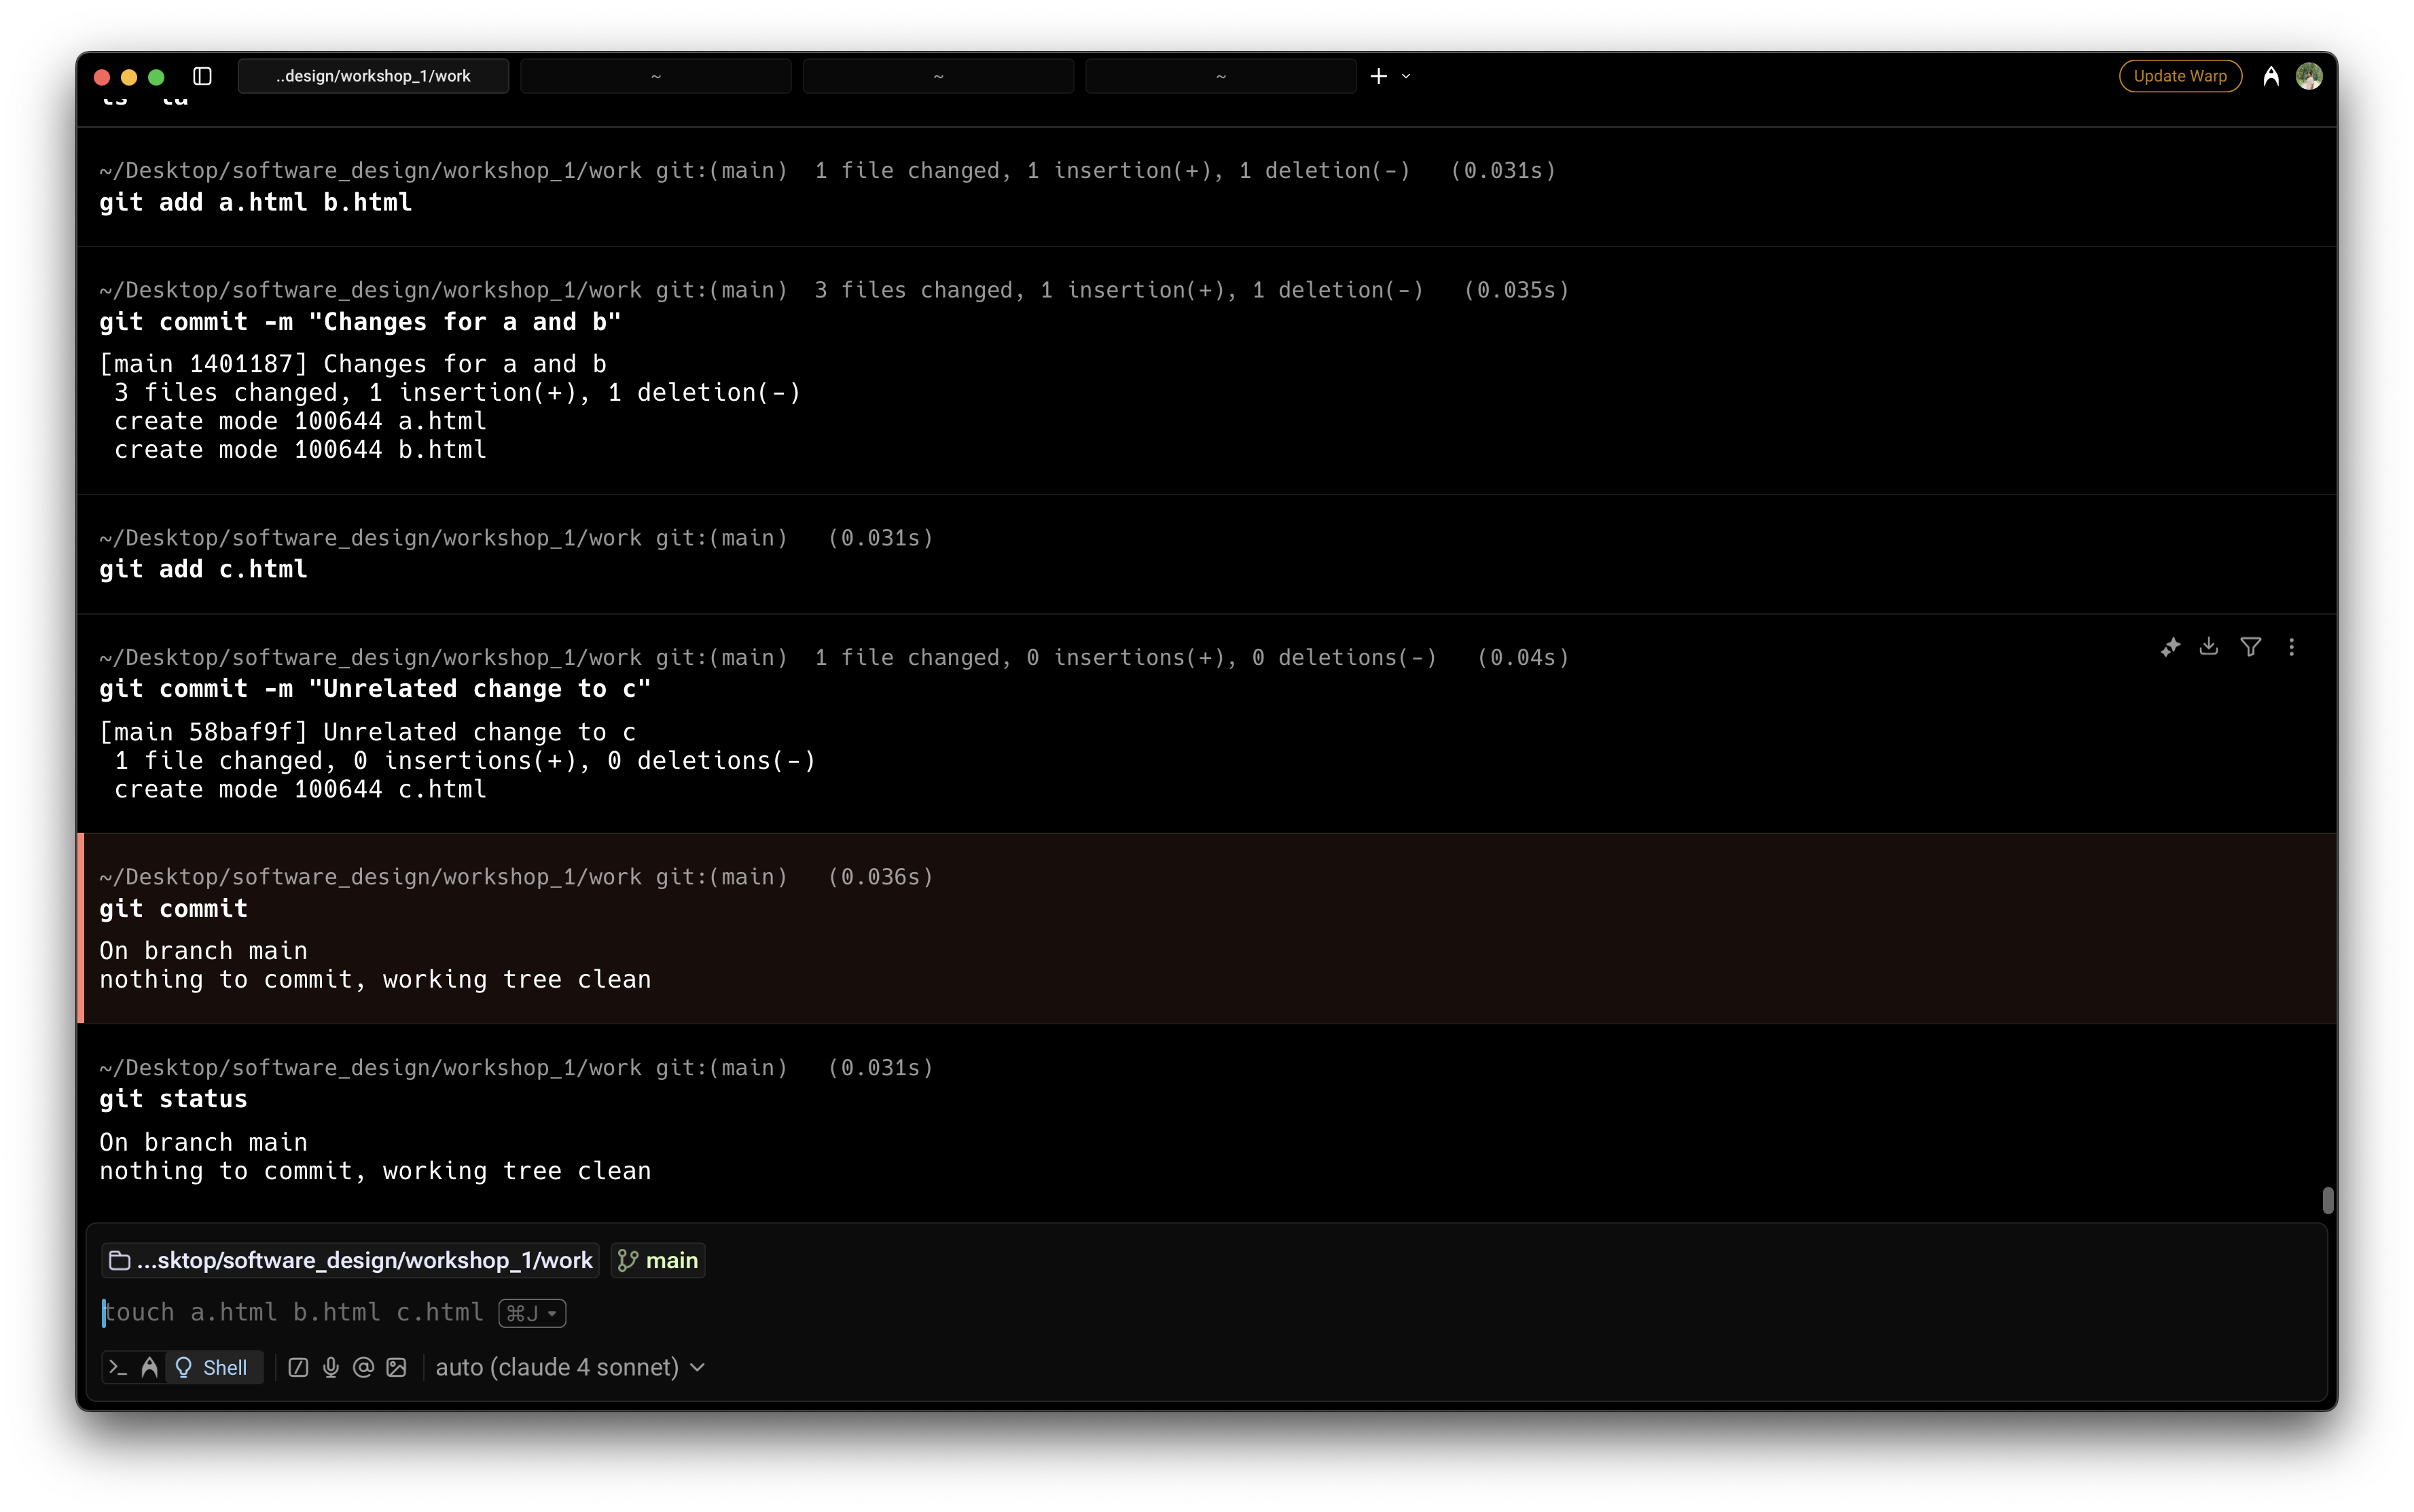 ..design/workshop_1/work
~
~
~
Update Warp
ls -la
~/Desktop/software_design/workshop_1/work git:(main)  1 file changed, 1 insertion(+), 1 deletion(-)   (0.031s)
git add a.html b.html
~/Desktop/software_design/workshop_1/work git:(main)  3 files changed, 1 insertion(+), 1 deletion(-)   (0.035s)
git commit -m "Changes for a and b"
[main 1401187] Changes for a and b
 3 files changed, 1 insertion(+), 1 deletion(-)
 create mode 100644 a.html
 create mode 100644 b.html
~/Desktop/software_design/workshop_1/work git:(main)   (0.031s)
git add c.html
~/Desktop/software_design/workshop_1/work git:(main)  1 file changed, 0 insertions(+), 0 deletions(-)   (0.04s)
git commit -m "Unrelated change to c"
[main 58baf9f] Unrelated change to c
 1 file changed, 0 insertions(+), 0 deletions(-)
 create mode 100644 c.html
~/Desktop/software_design/workshop_1/work git:(main)   (0.036s)
git commit
On branch main
nothing to commit, working tree clean
~/Desktop/software_design/workshop_1/work git:(main)   (0.031s)
git status
On branch main
nothing to commit, working tree clean
...sktop/software_design/workshop_1/work main
touch a.html b.html c.html ⌘J
Shell auto (claude 4 sonnet)